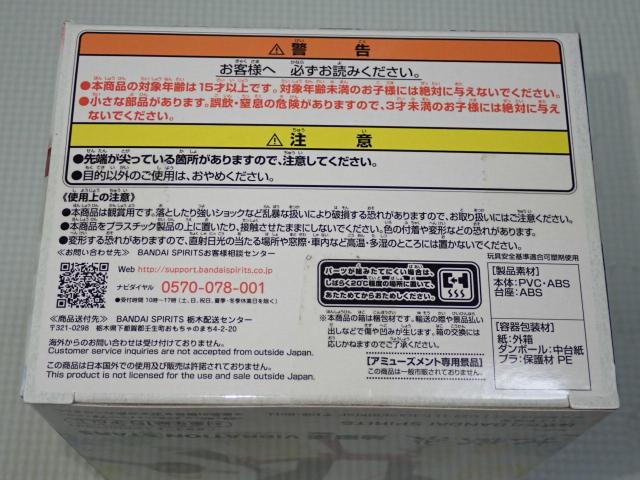 ⚠警告
お客様へ 必ずお読みください。
●本商品の対象年齢は15才以上です。対象年齢未満のお子様には絶対に与えないでください。
●小さな部品があります。誤飲・窒息の危険がありますので、3才未満のお子様には絶対に与え
ないでください。
⚠注意
●先端が尖っている箇所がありますので、注意してください。
●目的以外のご使用は、おやめください。
《使用上の注意》
●本商品は観賞用です。落としたり強いショックなど乱暴な扱いにより破損する恐れがありますので、お取り扱いにはご注意ください。
●本商品をプラスチック製品の上に置いたり、接触させたままにしないでください。色の付着や変形などの恐れがあります。
●変形する恐れがありますので、直射日光の当たる場所や窓際・車内など高温・多湿のところには置かないでください。
玩具安全基準適合可塑剤使用
≪お問い合わせ先≫ BANDAI SPIRITSお客様相談センター
Web http://support.bandaispirits.co.jp
ナビダイヤル 0570-078-001
●受付時間 10時〜17時(土、日、祝日、夏季・冬季休業日を除く)
≪商品送付先≫ BANDAI SPIRITS 栃木配送センター
〒321-0298 栃木県下都賀郡壬生町おもちゃのまち4-2-20
海外からのお問い合わせは受け付けておりません。
Customer service inquiries are not accepted from outside Japan.
この商品は日本国外での使用及び販売は許諾されておりません。
This product is not licensed for the use and sale outside Japan.
パーツが組みたてにくい場合は、
しばらく20℃程度の場所に置いて、
あたためてからおためしください。
※本商品の箱は梱包材です。輸送の際や景品払い
出しなどで傷や凹みが生じます。箱の交換には
応じかねますのでご了承ください。
【アミューズメント専用景品】
この商品は一般市販されておりません。
【製品素材】
本体:PVC・ABS
台座:ABS
【容器包装材】
紙:外箱
ダンボール:中台紙
プラ:保護材 PE
BANDAI SPIRITS
VIBRATION STARS